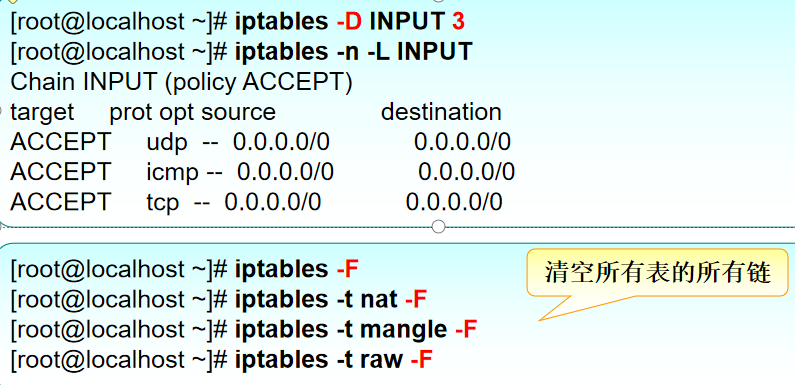 [root@localhost ~]# iptables -D INPUT 3
[root@localhost ~]# iptables -n -L INPUT
Chain INPUT (policy ACCEPT)
target prot opt source destination
ACCEPT udp -- 0.0.0.0/0 0.0.0.0/0
ACCEPT icmp -- 0.0.0.0/0 0.0.0.0/0
ACCEPT tcp -- 0.0.0.0/0 0.0.0.0/0
[root@localhost ~]# iptables -F
清空所有表的所有链
[root@localhost ~]# iptables -t nat -F
[root@localhost ~]# iptables -t mangle -F
[root@localhost ~]# iptables -t raw -F